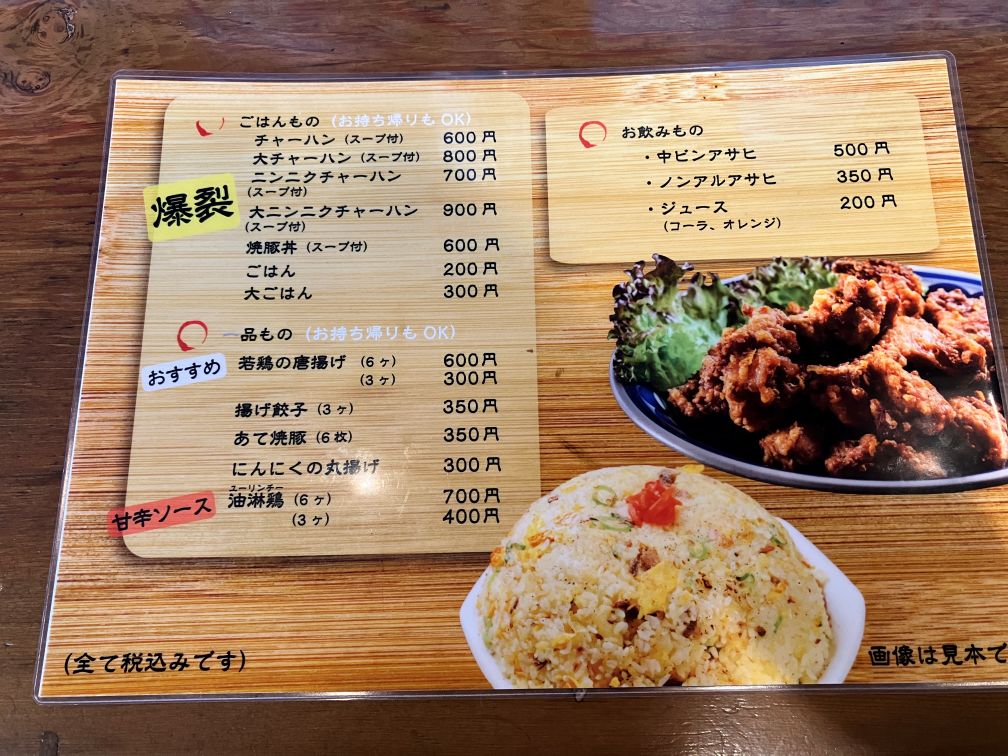 ごはんもの（お持ち帰りもOK）
チャーハン（スープ付） 600円
大チャーハン（スープ付） 800円
爆裂
ニンニクチャーハン 700円
（スープ付）
大ニンニクチャーハン 900円
（スープ付）
焼豚丼（スープ付） 600円
ごはん 200円
大ごはん 300円
一品もの（お持ち帰りもOK）
おすすめ
若鶏の唐揚げ（6ヶ） 600円
（3ヶ） 300円
揚げ餃子（3ヶ） 350円
あて焼豚（6枚） 350円
にんにくの丸揚げ 300円
甘辛ソース
ユーリンチー
油淋鶏（6ヶ） 700円
（3ヶ） 400円
お飲みもの
・中ビンアサヒ 500円
・ノンアルアサヒ 350円
・ジュース 200円
（コーラ、オレンジ）
(全て税込みです)
画像は見本で